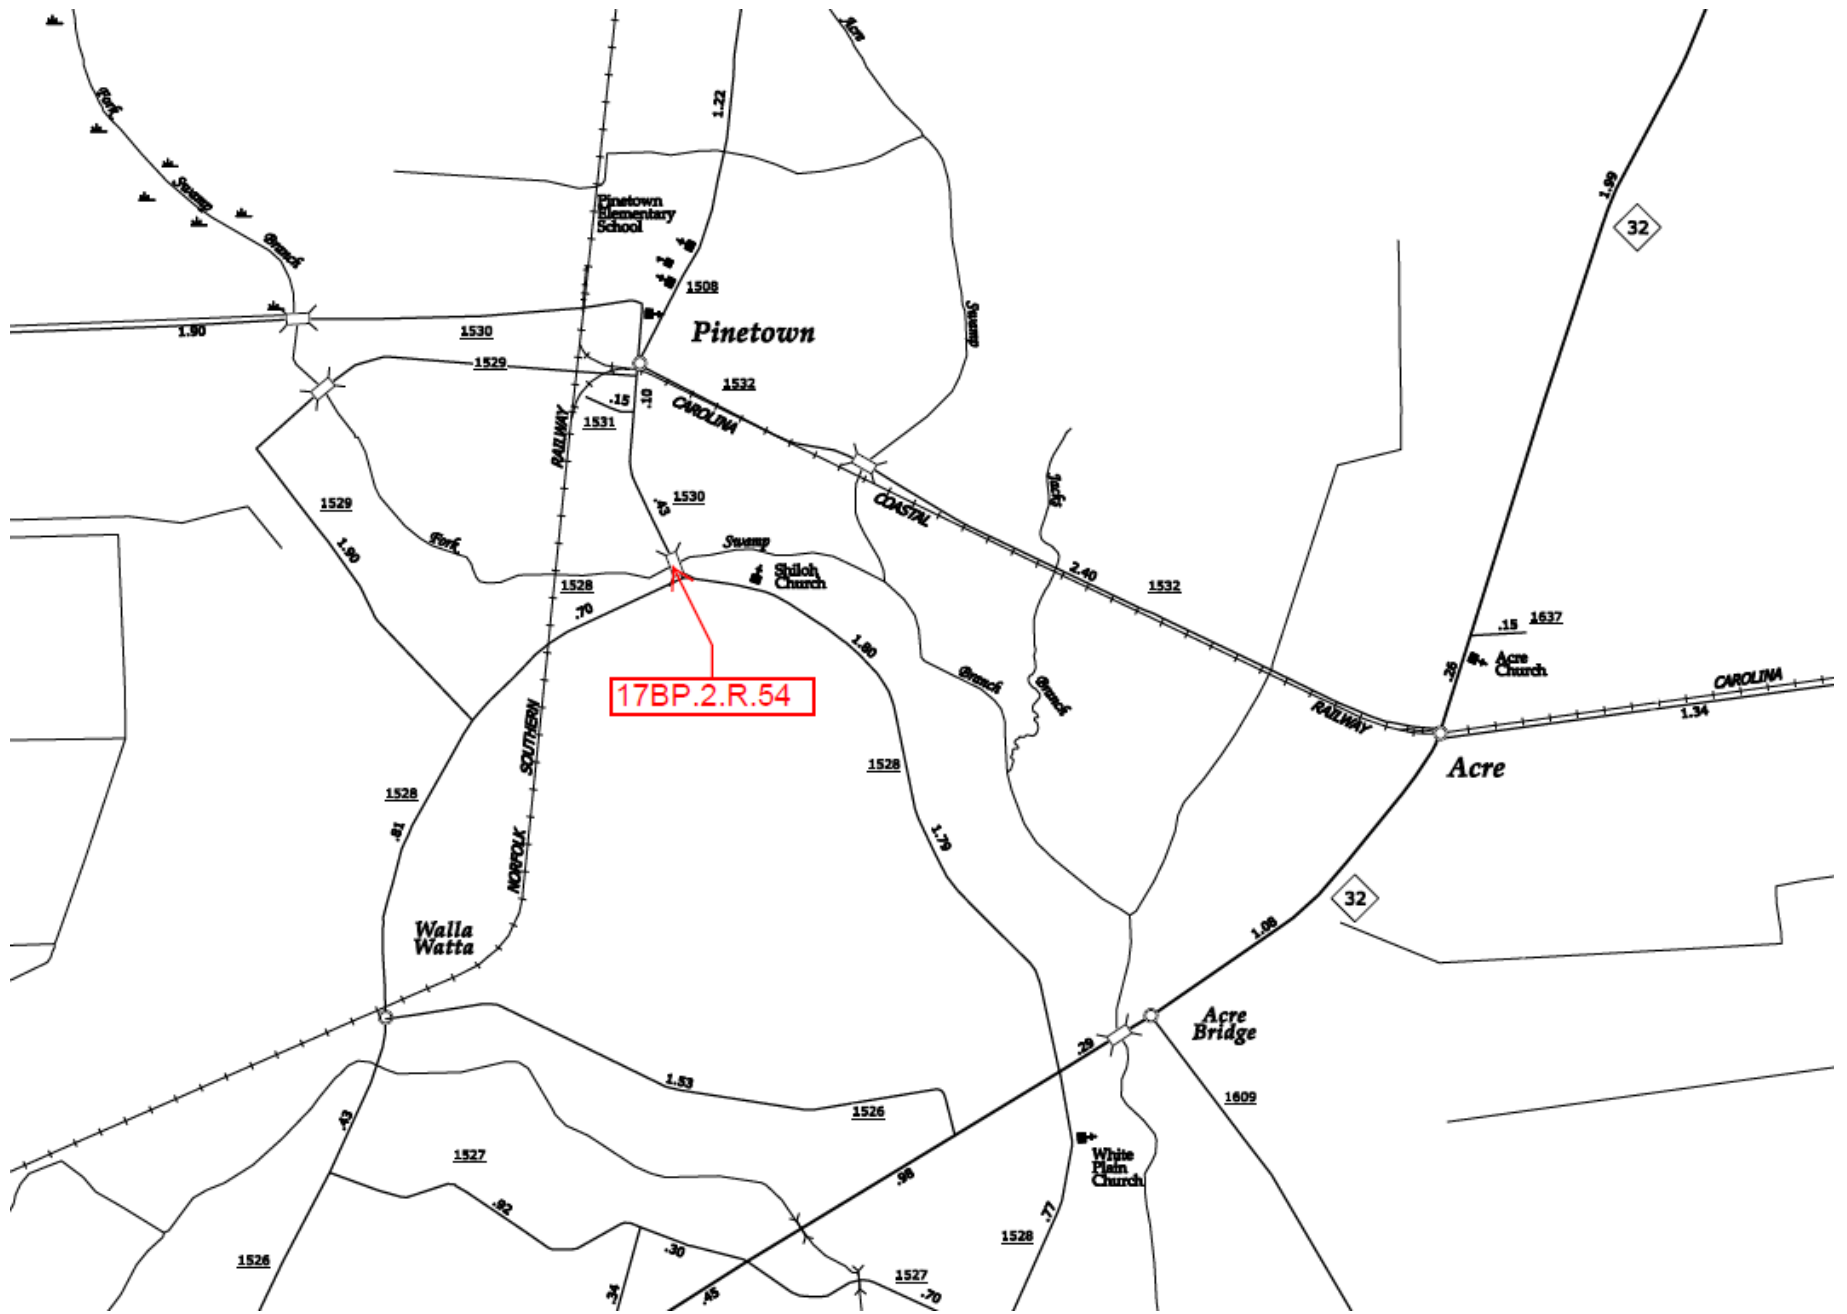 Acre
1.22
Fork
Swamp
Branch
1.99
32
Pinetown
Elementary
School
1508
Swamp
1.90
1530
Pinetown
1529
1532
.15
.10
CAROLINA
1531
RAILWAY
1529
.43
1530
COASTAL
Jacks
1.90
Fork
Swamp
Shiloh
Church
1528
.70
2.40
1532
.15
1637
1.80
Acre
Church
.26
Branch
Branch
17BP.2.R.54
CAROLINA
1.34
RAILWAY
SOUTHERN
1528
1528
Acre
.81
1.79
NORFOLK
32
Walla
Watta
1.08
Acre
Bridge
.29
1.53
1526
1609
.43
1527
White
Plain
Church
.98
.92
.77
1528
.30
1526
1527
.34
.45
.70